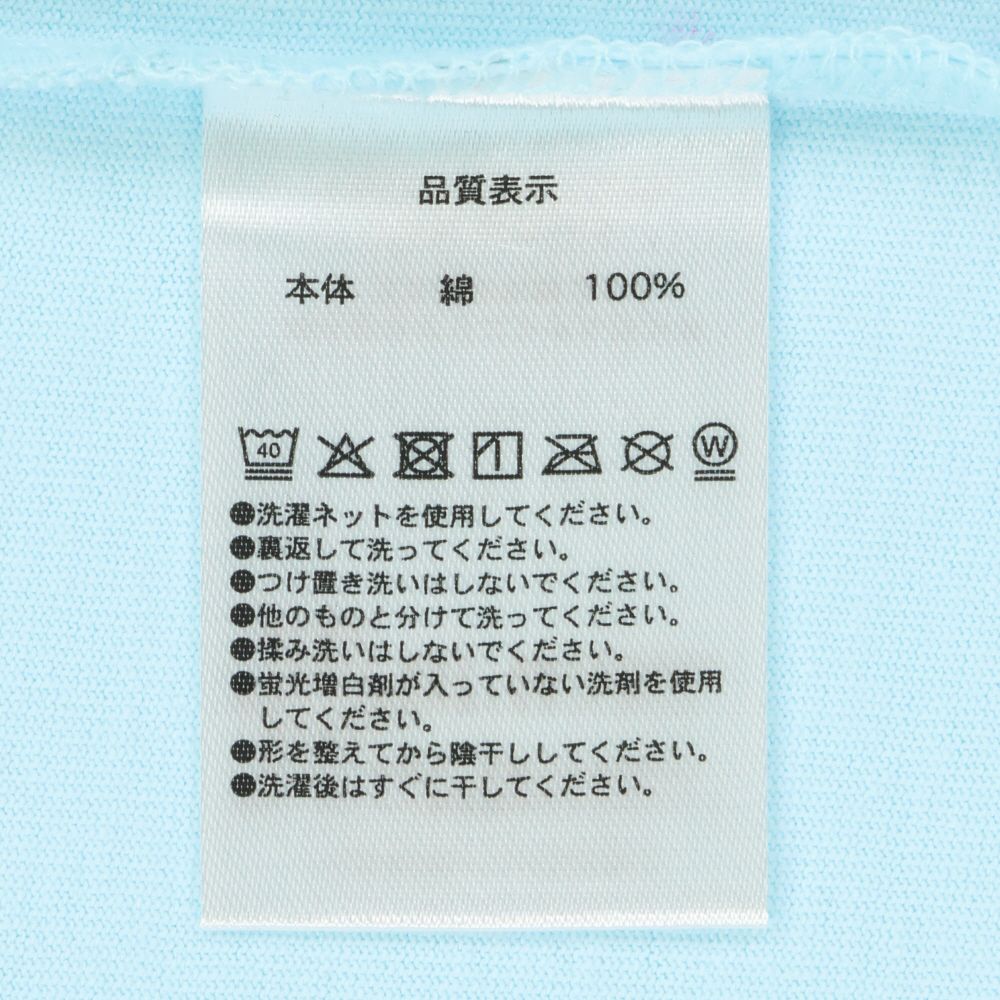 品質表示
本体 綿 100%
40 W
●洗濯ネットを使用してください。
●裏返して洗ってください。
●つけ置き洗いはしないでください。
●他のものと分けて洗ってください。
●揉み洗いはしないでください。
●蛍光増白剤が入っていない洗剤を使用
してください。
●形を整えてから陰干ししてください。
●洗濯後はすぐに干してください。